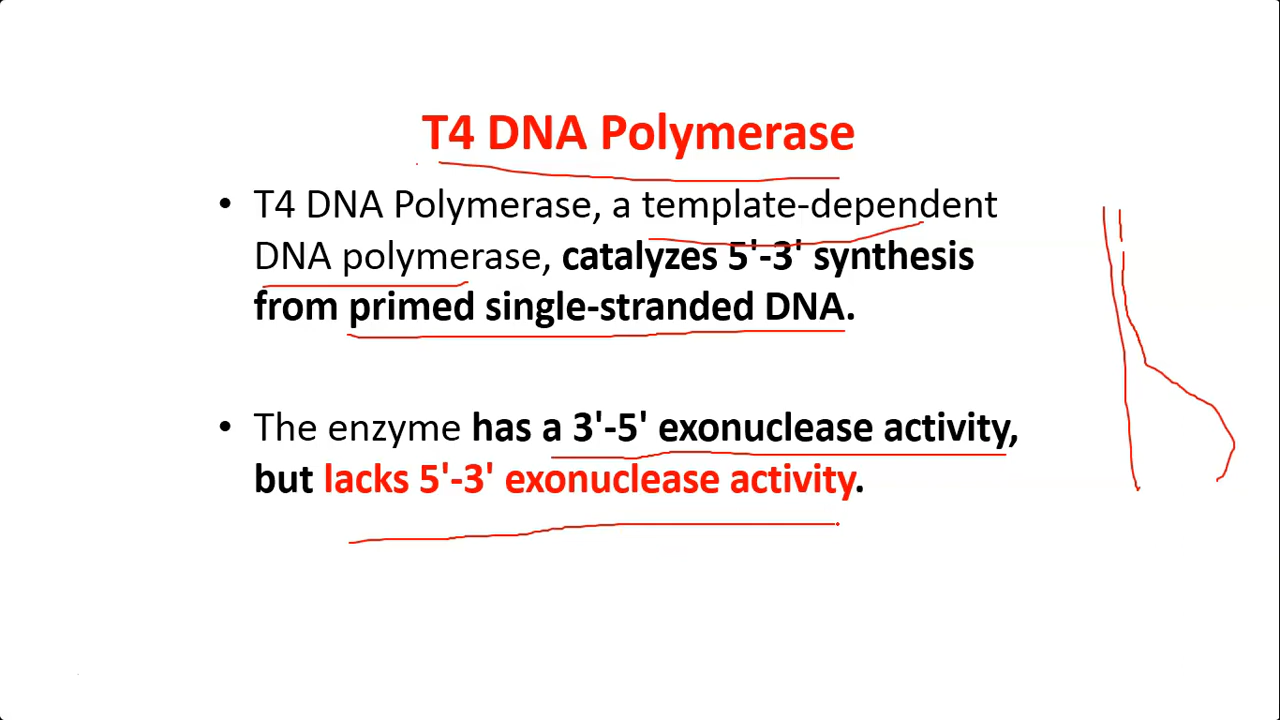 T4 DNA Polymerase
• T4 DNA Polymerase, a template-dependent
DNA polymerase, catalyzes 5'-3' synthesis
from primed single-stranded DNA.
• The enzyme has a 3'-5' exonuclease activity,
but lacks 5'-3' exonuclease activity.